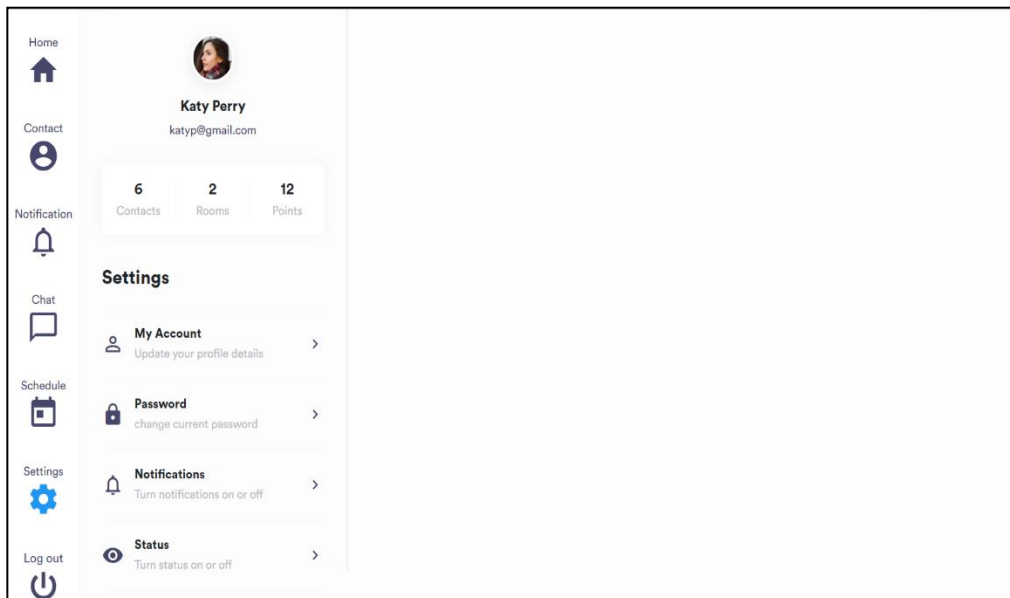 Home
Contact
Notification
Chat
Schedule
Settings
Log out
Katy Perry
katyp@gmail.com
6 2 12
Contacts Rooms Points
Settings
My Account
Update your profile details
Password
change current password
Notifications
Turn notifications on or off
Status
Turn status on or off